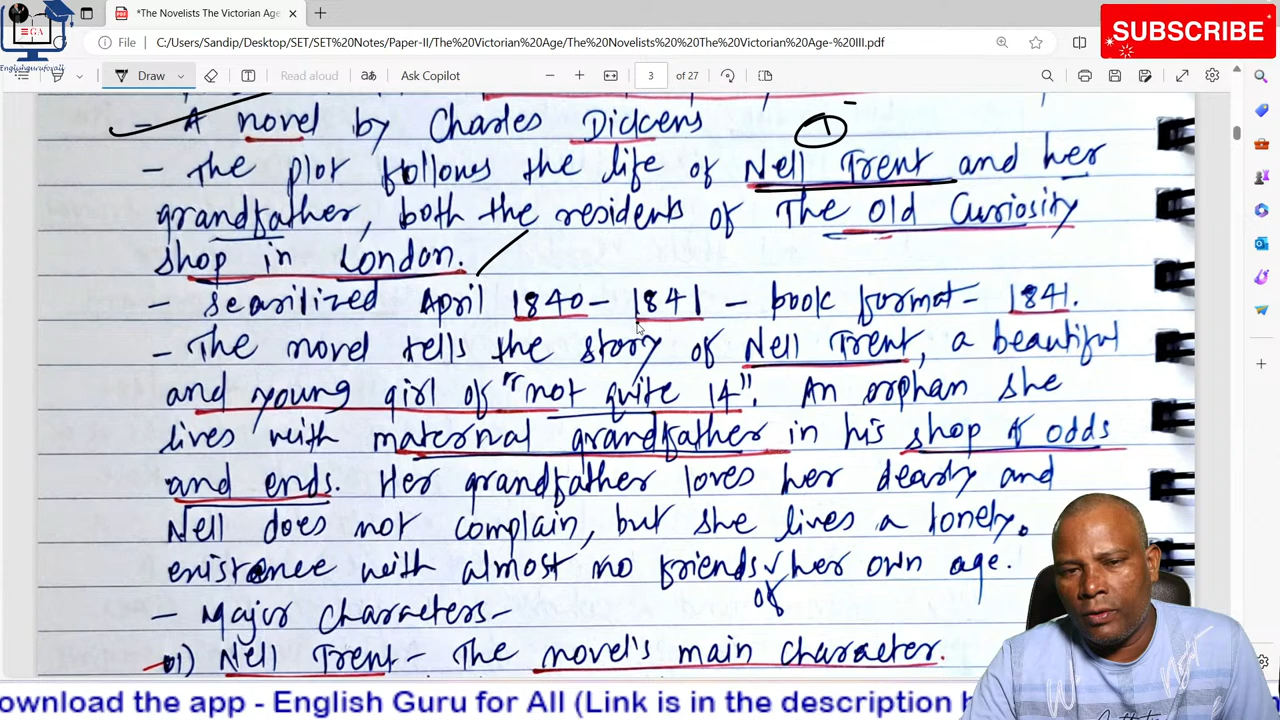 *The Novelists The Victorian Age
SUBSCRIBE
EGA
Englishguruforall
File
C:/Users/Sandip/Desktop/SET/SET%20Notes/Paper-II/The%20Victorian%20Age/The%20Novelists%20%20The%20Victorian%20Age-%20III.pdf
Draw
Read aloud
Ask Copilot
3 of 27
- A novel by Charles Dickens
1
- The plot follows the life of Nell Trent and her
grandfather, both the residents of The Old Curiosity
shop in London.
- Searilized April 1840 - 1841 - book format - 1841.
- The novel tells the story of Nell Trent, a beautiful
and young girl of "not quite 14". An orphan she
lives with maternal grandfather in his shop of odds
and ends. Her grandfather loves her dearly and
Nell does not complain, but she lives a lonely.
existence with almost no friends of her own age.
- Major characters-
01) Nell Trent - The novel's main character.
ownload the app - English Guru for All (Link is in the description b